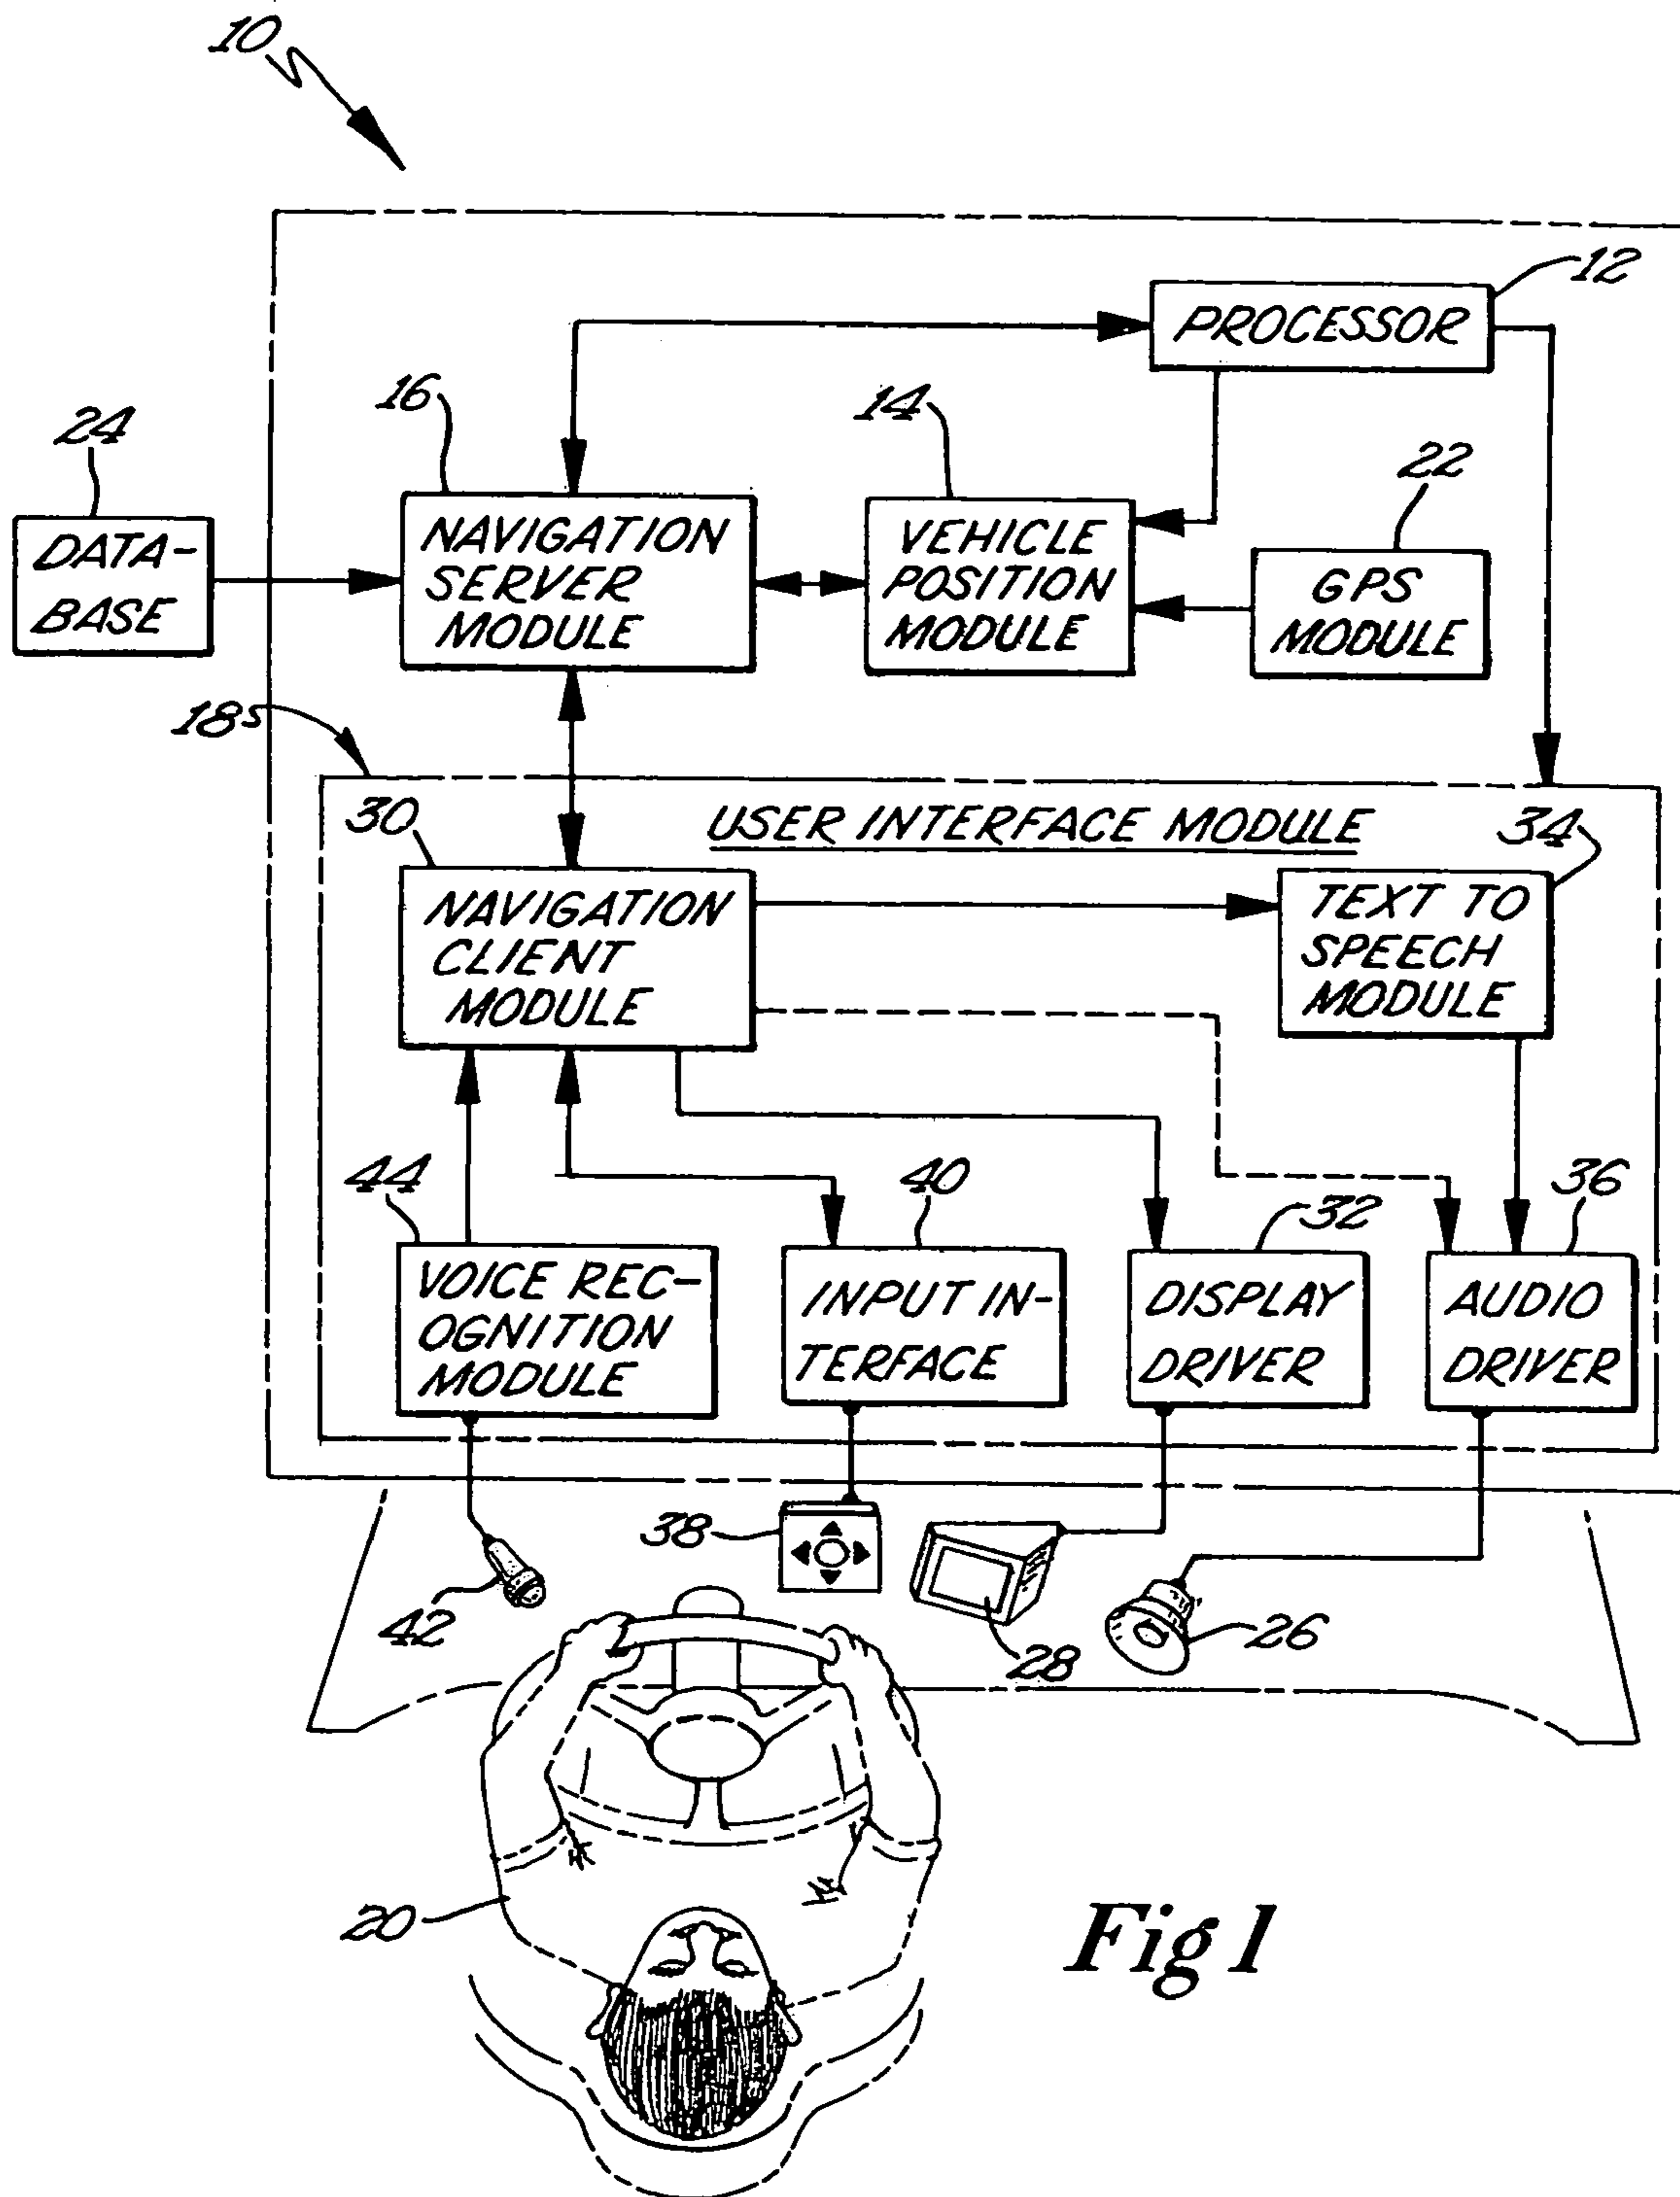 10
12
PROCESSOR
16
14
24
22
DATA-
BASE
NAVIGATION
SERVER
MODULE
VEHICLE
POSITION
MODULE
GPS
MODULE
18
30
USER INTERFACE MODULE
34
NAVIGATION
CLIENT
MODULE
TEXT TO
SPEECH
MODULE
44
40
32
36
VOICE REC-
OGNITION
MODULE
INPUT IN-
TERFACE
DISPLAY
DRIVER
AUDIO
DRIVER
38
42
28
26
20
Fig 1